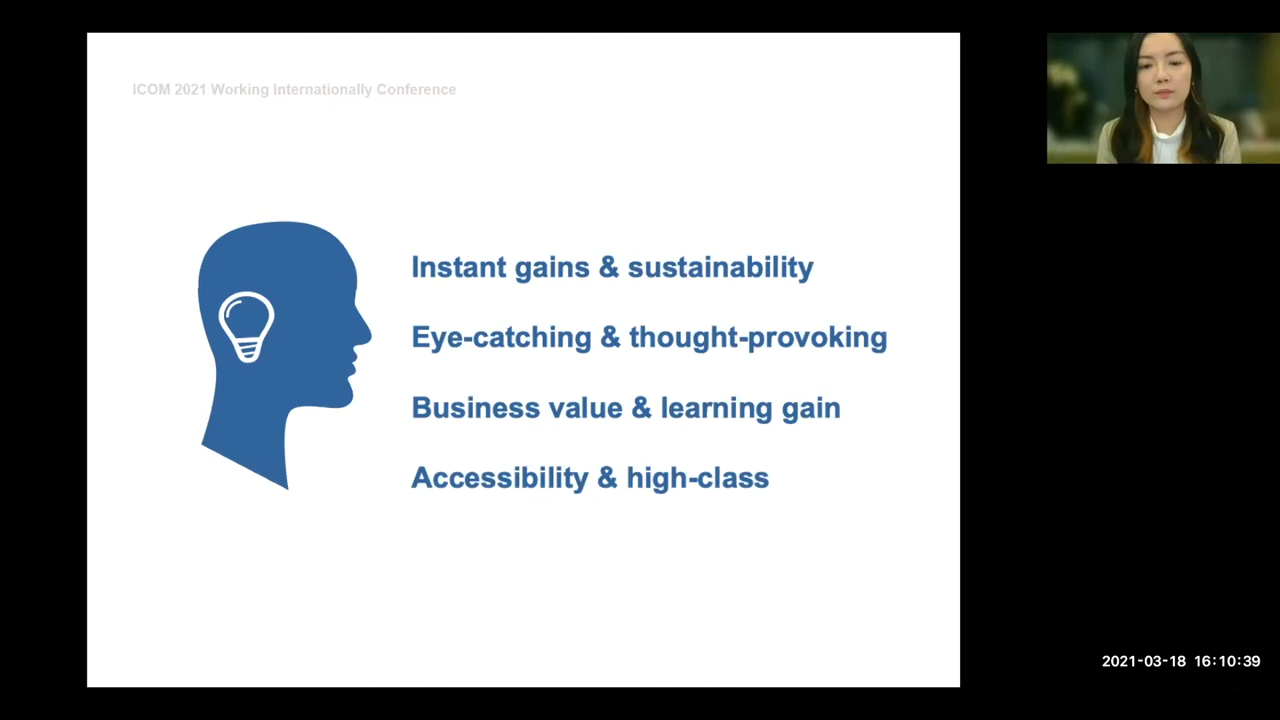 ICOM 2021 Working Internationally Conference
Instant gains & sustainability
Eye-catching & thought-provoking
Business value & learning gain
Accessibility & high-class
2021-03-18 16:10:39